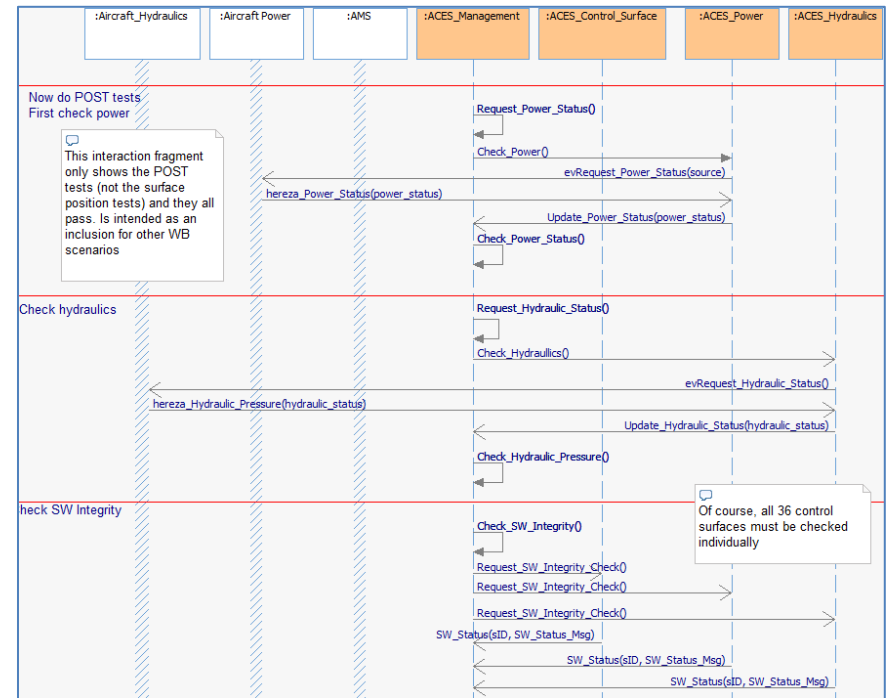 :Aircraft_Hydraulics
:Aircraft Power
:AMS
:ACES_Management
:ACES_Control_Surface
:ACES_Power
:ACES_Hydraulics
Now do POST tests
First check power
This interaction fragment
only shows the POST
tests (not the surface
position tests) and they all
pass. Is intended as an
inclusion for other WB
scenarios
Request_Power_Status()
Check_Power()
evRequest_Power_Status(source)
hereza_Power_Status(power_status)
Update_Power_Status(power_status)
Check_Power_Status()
Check hydraulics
Request_Hydraulic_Status()
Check_Hydraullics()
evRequest_Hydraulic_Status()
hereza_Hydraulic_Pressure(hydraulic_status)
Update_Hydraulic_Status(hydraulic_status)
Check_Hydraulic_Pressure()
heck SW Integrity
Of course, all 36 control
surfaces must be checked
individually
Check_SW_Integrity()
Request_SW_Integrity_Check()
Request_SW_Integrity_Check()
Request_SW_Integrity_Check()
SW_Status(sID, SW_Status_Msg)
SW_Status(sID, SW_Status_Msg)
SW_Status(sID, SW_Status_Msg)